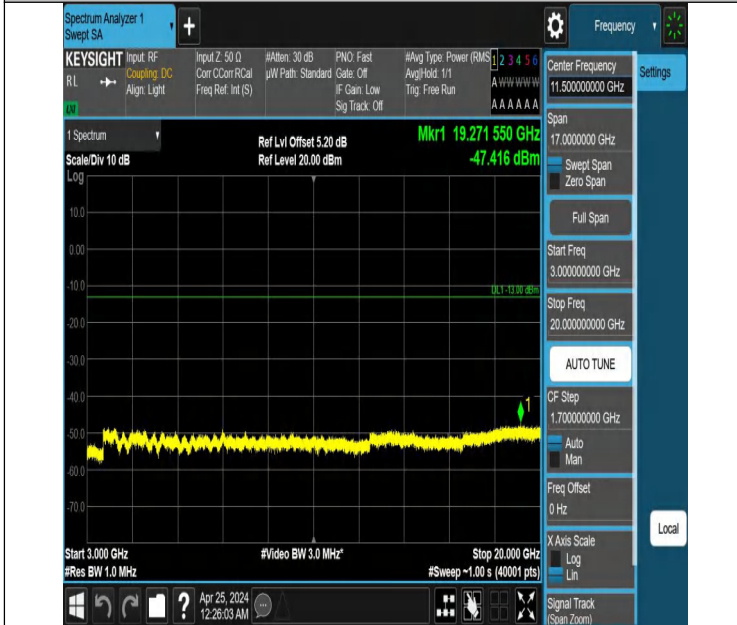 Spectrum Analyzer 1
Swept SA
+
Frequency
KEYSIGHT
RL
Input: RF
Coupling: DC
Align: Light
Input Z: 50 Ω
Corr CCorr RCal
Freq Ref: Int (S)
#Atten: 30 dB
µW Path: Standard
PNO: Fast
Gate: Off
IF Gain: Low
Sig Track: Off
#Avg Type: Power (RMS
Avg|Hold: 1/1
Trig: Free Run
1 2 3 4 5 6
A W W W W W
A A A A A A
1 Spectrum
Scale/Div 10 dB
Log
Ref Lvl Offset 5.20 dB
Ref Level 20.00 dBm
Mkr1 19.271 550 GHz
-47.416 dBm
10.0
0.00
-10.0
DL1 -13.00 dBm
-20.0
-30.0
-40.0
1
-50.0
-60.0
-70.0
Start 3.000 GHz
#Res BW 1.0 MHz
#Video BW 3.0 MHz*
Stop 20.000 GHz
#Sweep ~1.00 s (40001 pts)
?
Apr 25, 2024
12:26:03 AM
Center Frequency
11.500000000 GHz
Settings
Span
17.0000000 GHz
Swept Span
Zero Span
Full Span
Start Freq
3.000000000 GHz
Stop Freq
20.000000000 GHz
AUTO TUNE
CF Step
1.700000000 GHz
Auto
Man
Freq Offset
0 Hz
X Axis Scale
Log
Lin
Local
Signal Track
(Span Zoom)